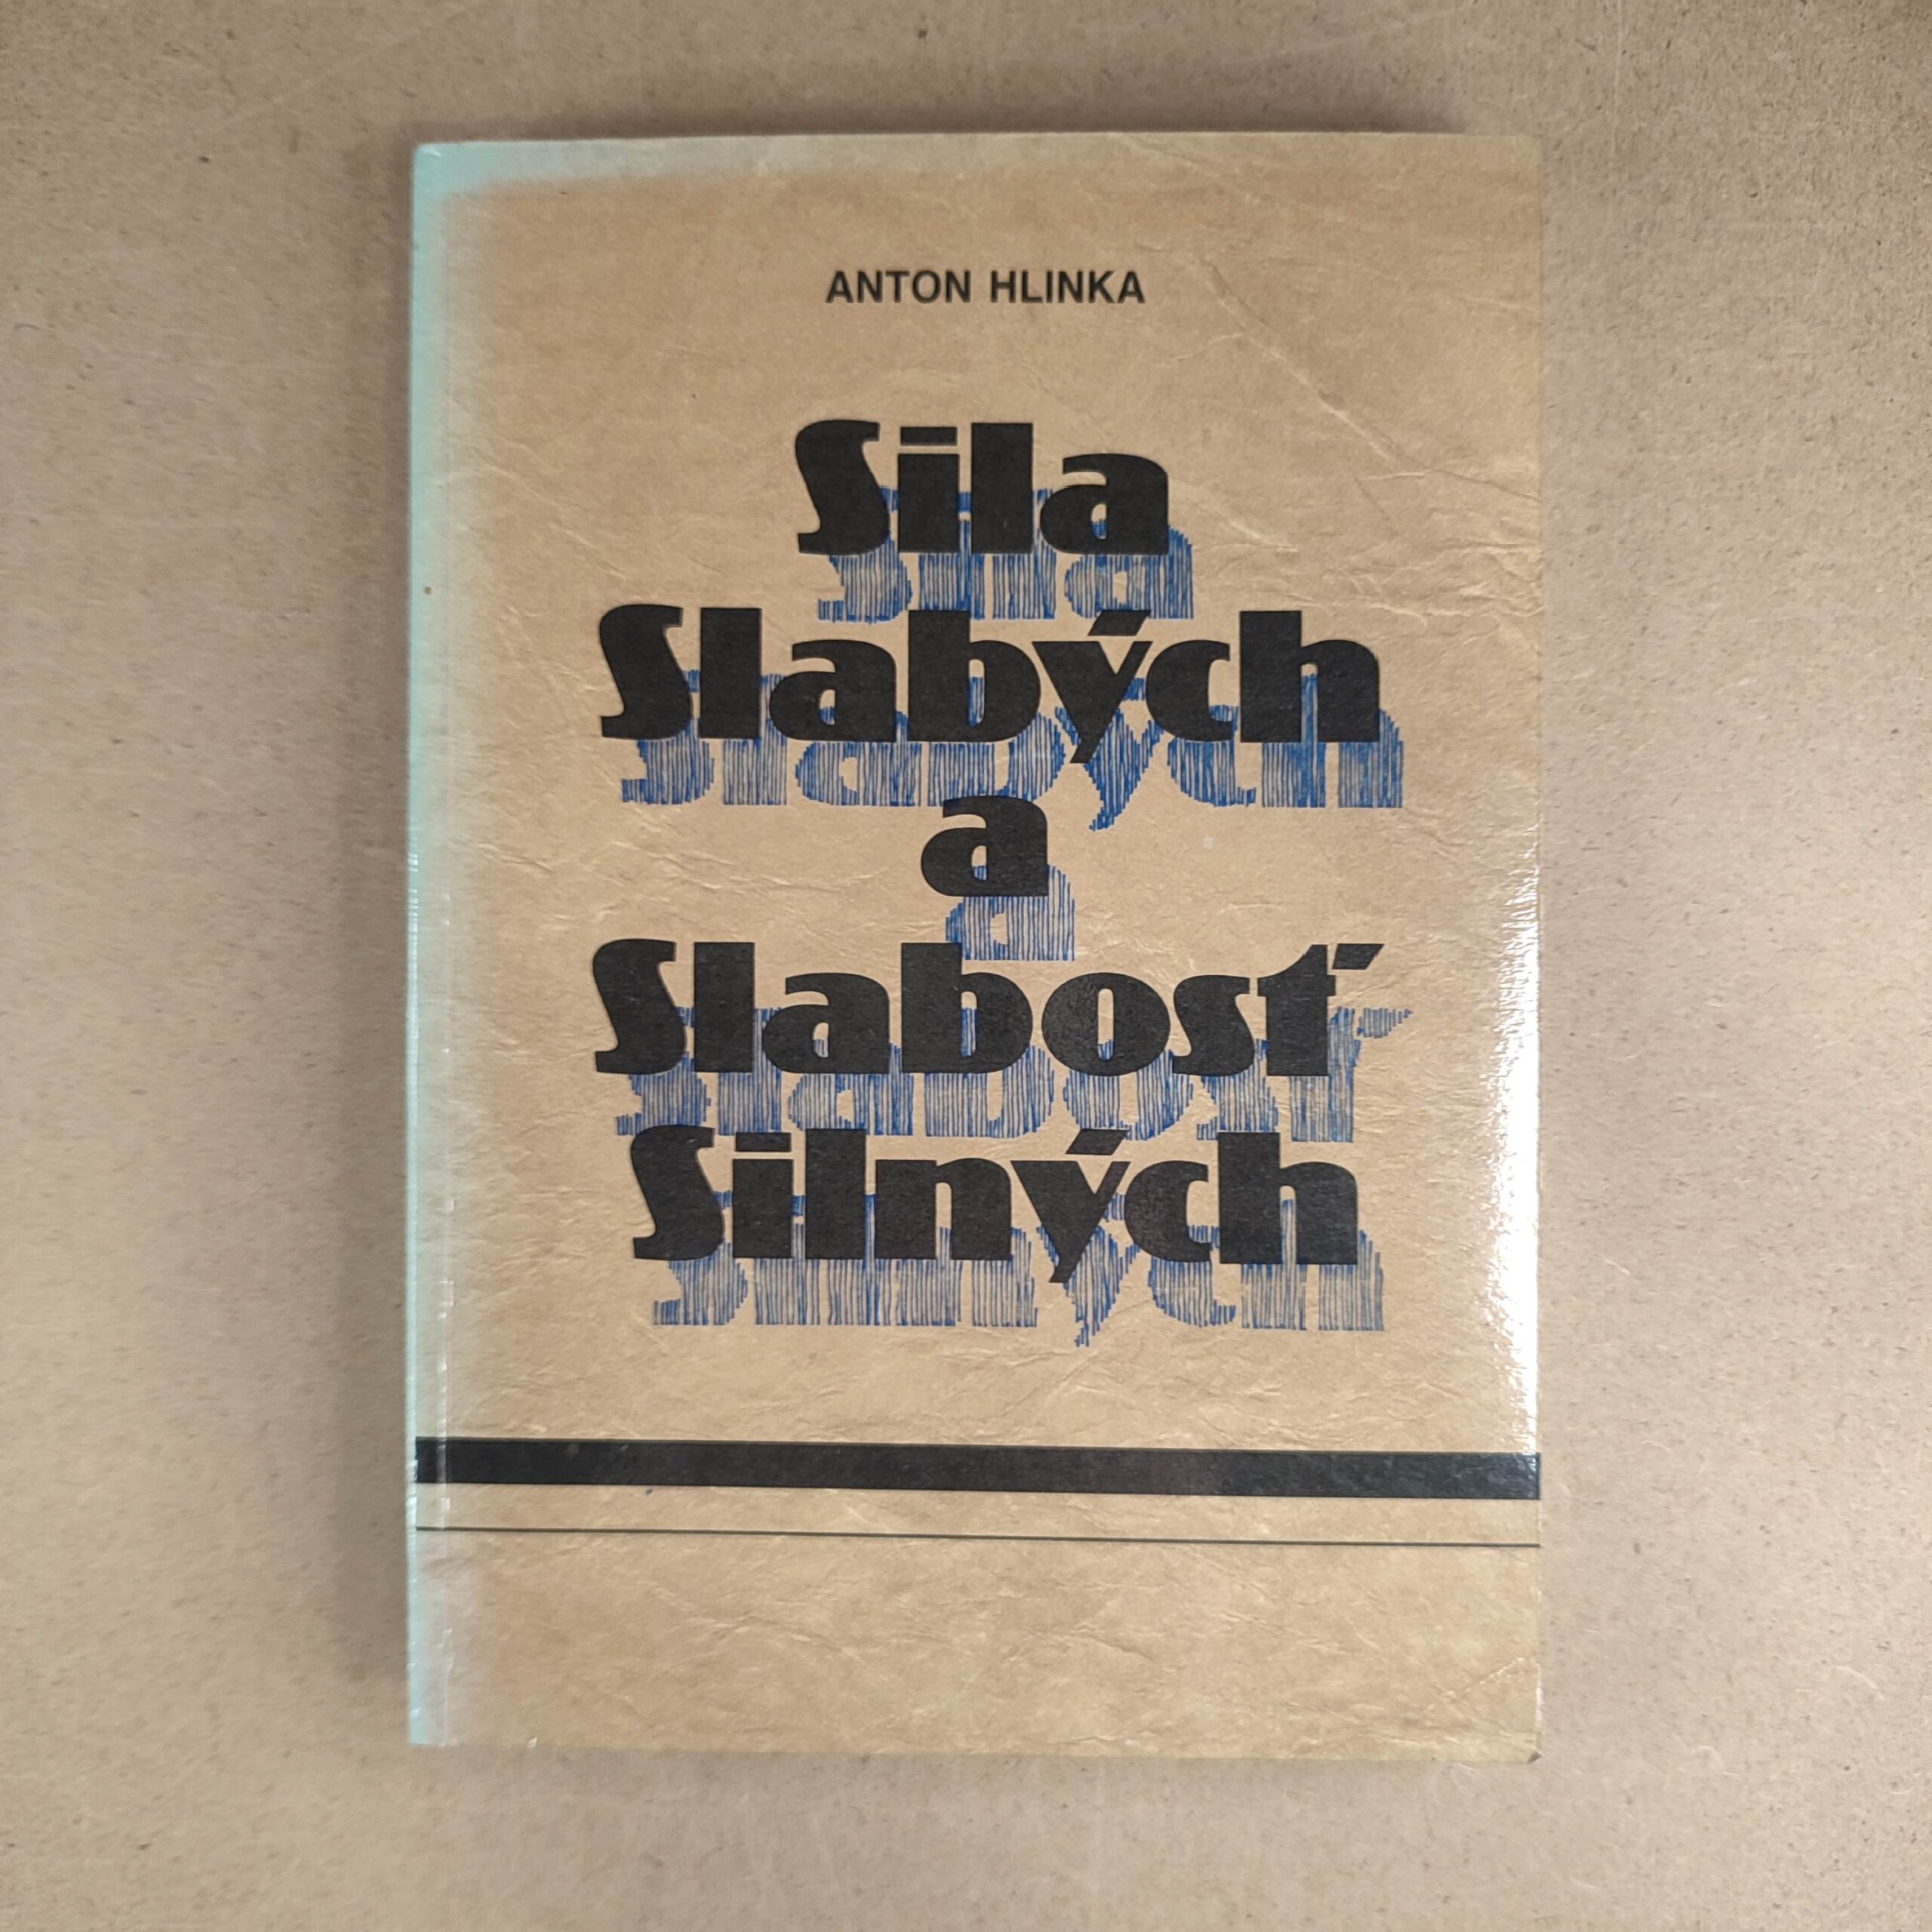 ANTON HLINKA
Sila
Slabých
a
Slabosť
Silných